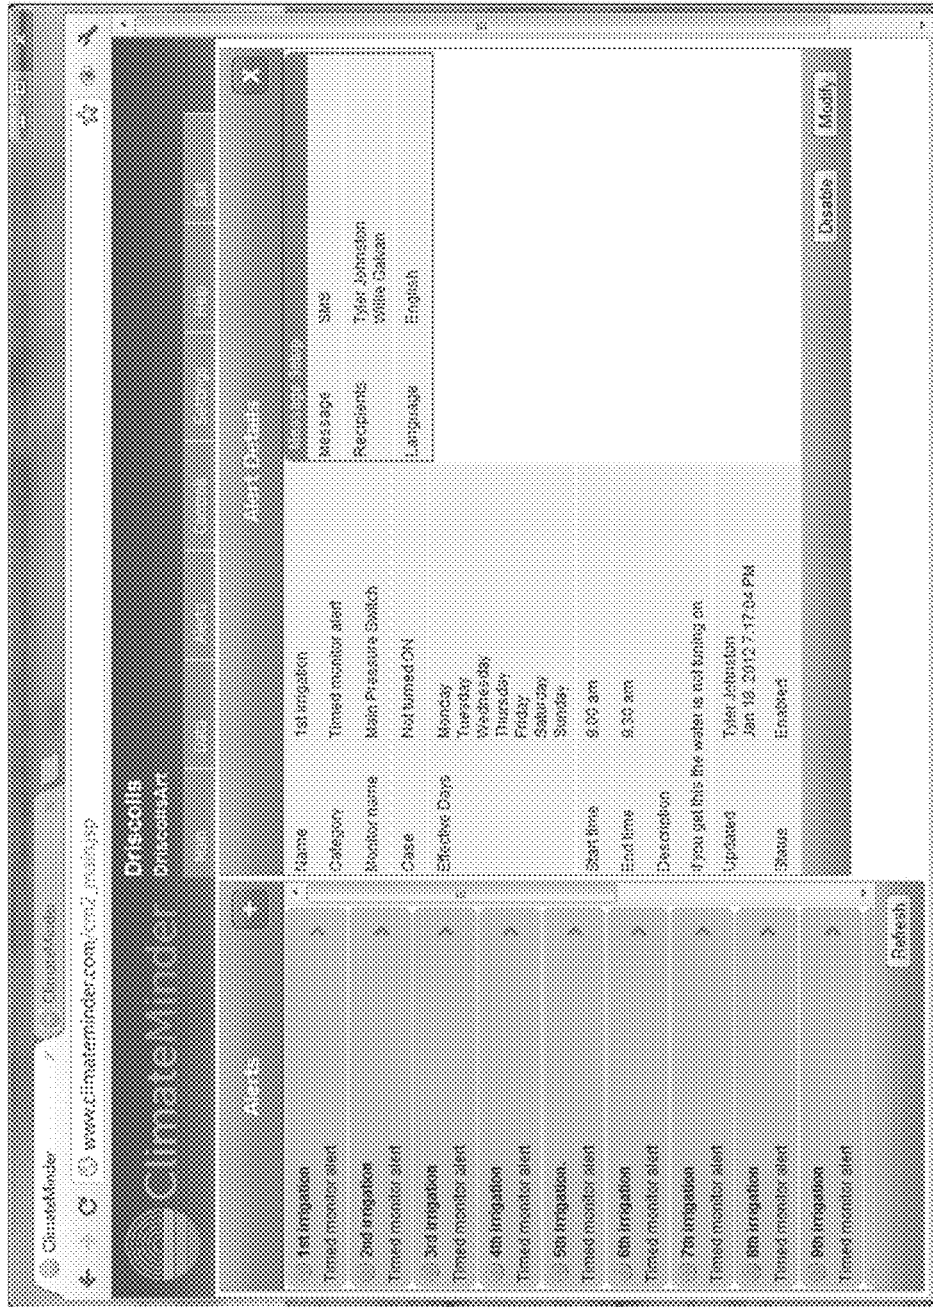 ClimateMinder
ClimateMinder
www.climateminder.com/cm2_main.jsp
ClimateMinder
Driscolls
DriscollsArr
Alerts
+
1st irrigation
Timed monitor alert
2nd irrigation
Timed monitor alert
3rd irrigation
Timed monitor alert
4th irrigation
Timed monitor alert
5th irrigation
Timed monitor alert
6th irrigation
Timed monitor alert
7th irrigation
Timed monitor alert
8th irrigation
Timed monitor alert
9th irrigation
Timed monitor alert
Refresh
Alert Details
X
Name 1st irrigation
Category Timed monitor alert
Monitor name Main Pressure Switch
Case Not turned ON
Effective Days Monday
Tuesday
Wednesday
Thursday
Friday
Saturday
Sunday
Start time 9:00 am
End time 9:30 am
Description
If you get this the water is not turning on
Updated Tyler Johnston
Jan 18, 2012 7:17:04 PM
Status Enabled
Message SMS
Recipients Tyler Johnston
Willie Galvan
Language English
Disable
Modify